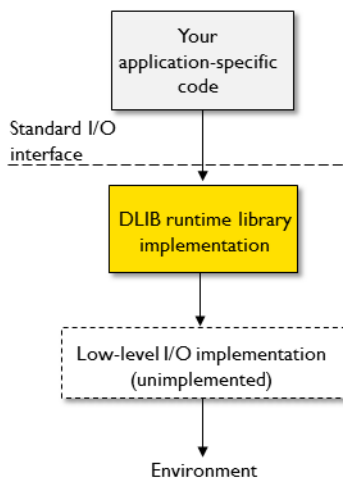 Your
application-specific
code
Standard I/O
interface
DLIB runtime library
implementation
Low-level I/O implementation
(unimplemented)
Environment